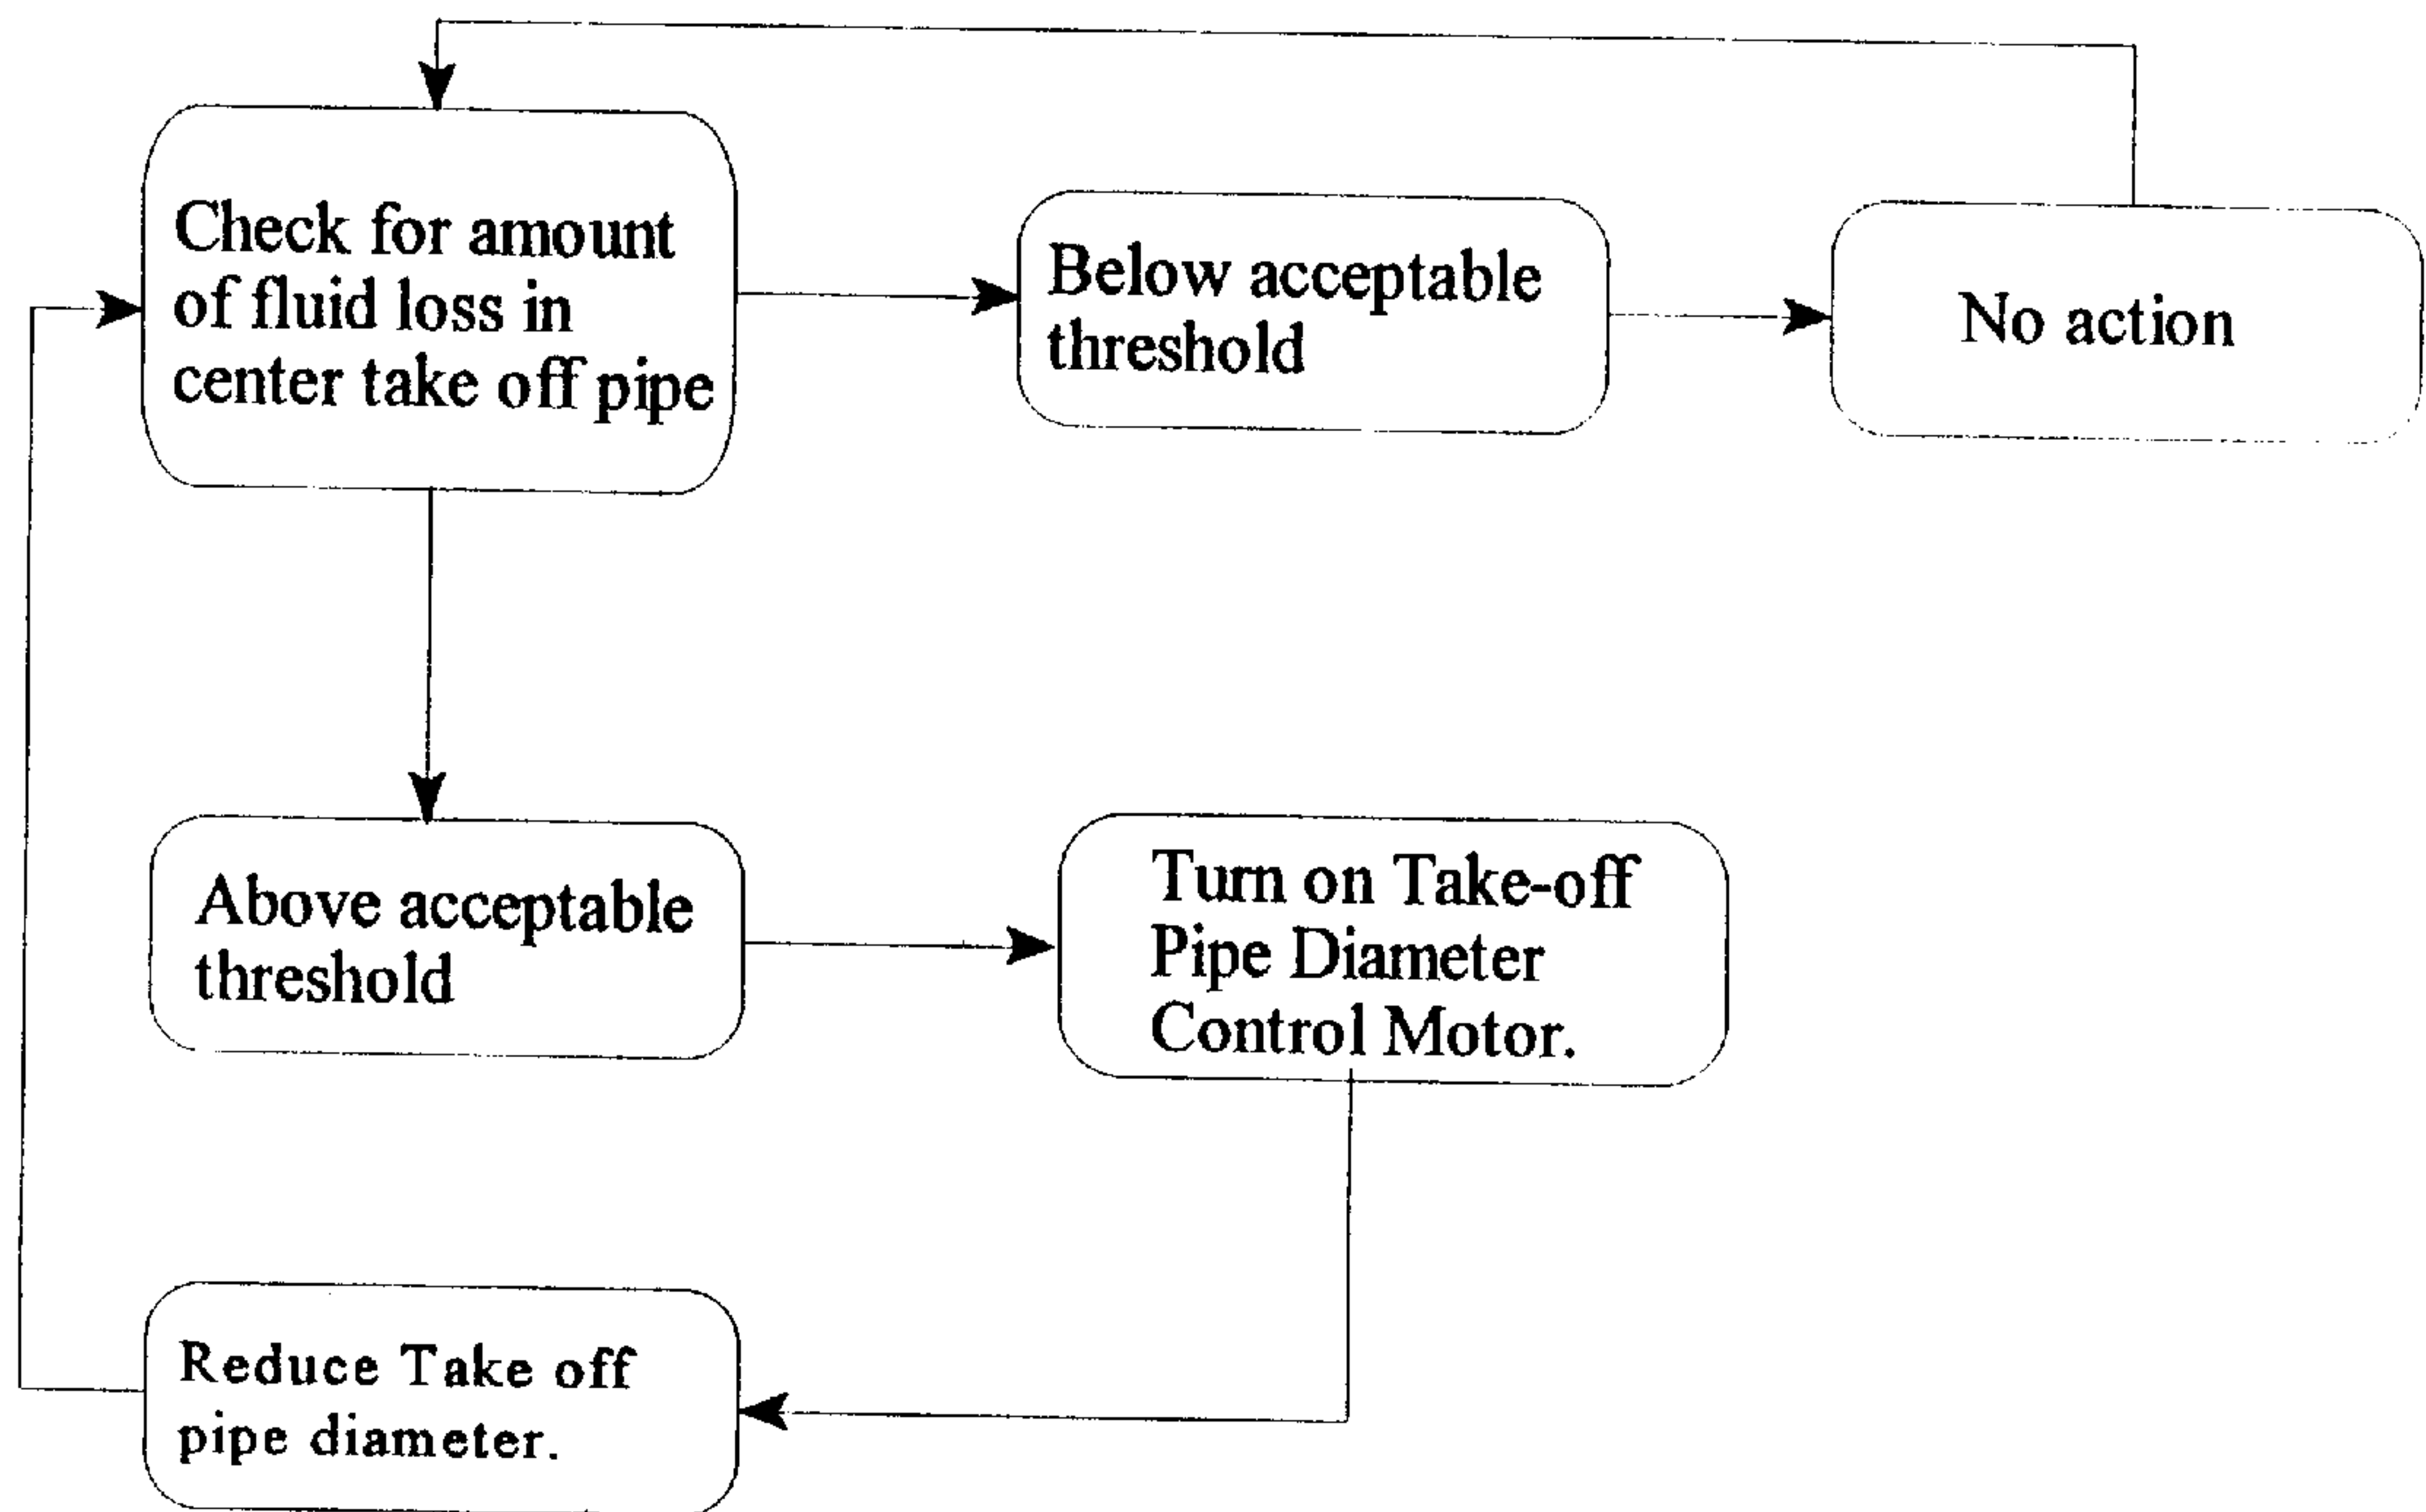 Check for amount
of fluid loss in
center take off pipe
Below acceptable
threshold
No action
Above acceptable
threshold
Turn on Take-off
Pipe Diameter
Control Motor.
Reduce Take off
pipe diameter.